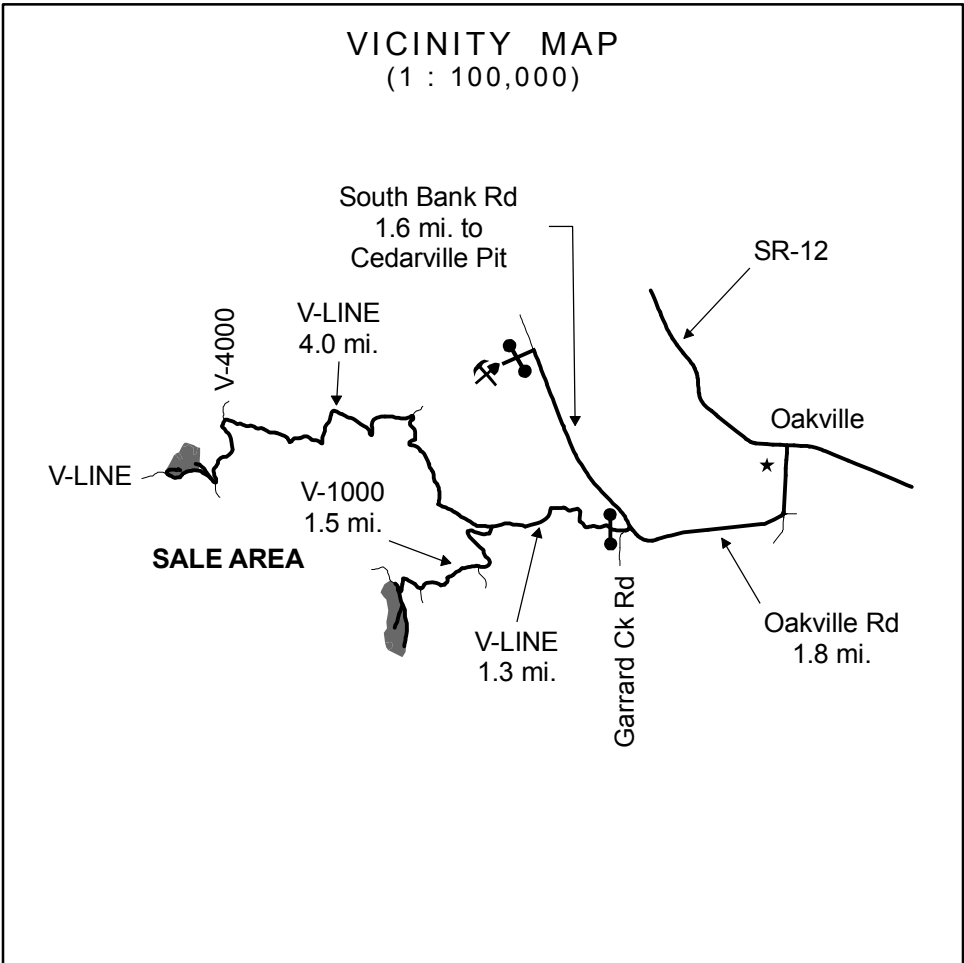 VICINITY MAP
(1 : 100,000)
South Bank Rd
1.6 mi. to
Cedarville Pit
SR-12
V-LINE
4.0 mi.
V-4000
Oakville
V-LINE
V-1000
1.5 mi.
SALE AREA
Garrard Ck Rd
V-LINE
1.3 mi.
Oakville Rd
1.8 mi.